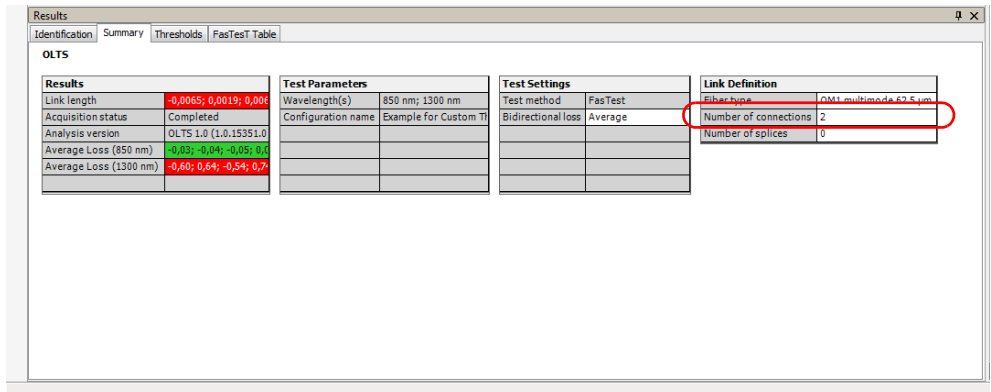 Results
Identification Summary Thresholds FasTesT Table
OLTS
Results
Link length -0,0065; 0,0019; 0,006
Acquisition status Completed
Analysis version OLTS 1.0 (1.0.15351.0
Average Loss (850 nm) -0,03; -0,04; -0,05; 0,0
Average Loss (1300 nm) -0,60; 0,64; -0,54; 0,74
Test Parameters
Wavelength(s) 850 nm; 1300 nm
Configuration name Example for Custom Th
Test Settings
Test method FasTest
Bidirectional loss Average
Link Definition
Fiber type OM1 multimode 62.5 µm
Number of connections 2
Number of splices 0